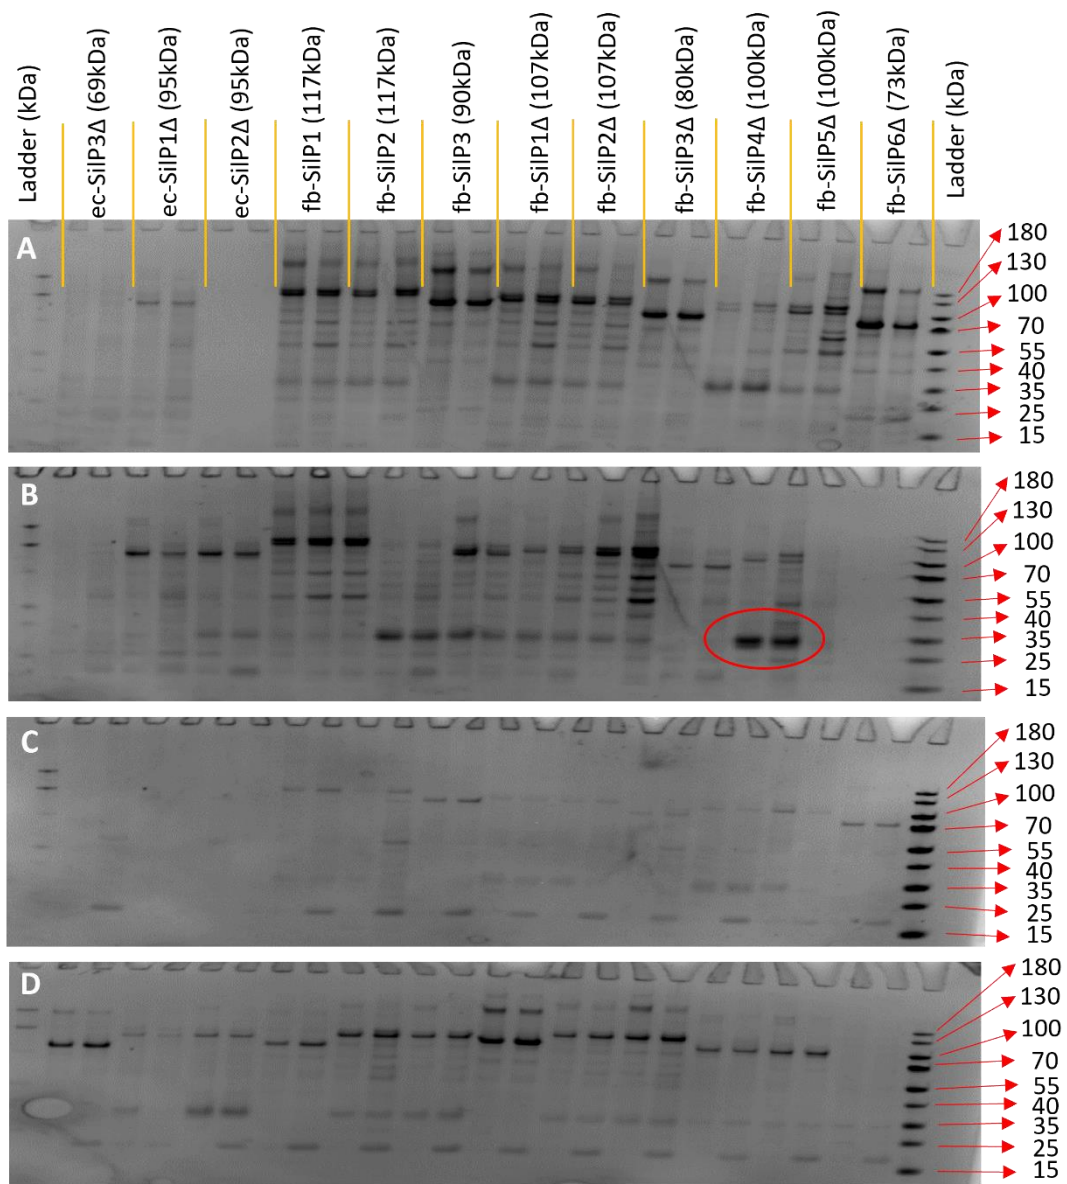 Ladder (kDa)
ec-SilP3Δ (69kDa)
ec-SilP1Δ (95kDa)
ec-SilP2Δ (95kDa)
fb-SilP1 (117kDa)
fb-SilP2 (117kDa)
fb-SilP3 (90kDa)
fb-SilP1Δ (107kDa)
fb-SilP2Δ (107kDa)
fb-SilP3Δ (80kDa)
fb-SilP4Δ (100kDa)
fb-SilP5Δ (100kDa)
fb-SilP6Δ (73kDa)
Ladder (kDa)
A
180
130
100
70
55
40
35
25
15
B
180
130
100
70
55
40
35
25
15
C
180
130
100
70
55
40
35
25
15
D
180
130
100
70
55
40
35
25
15